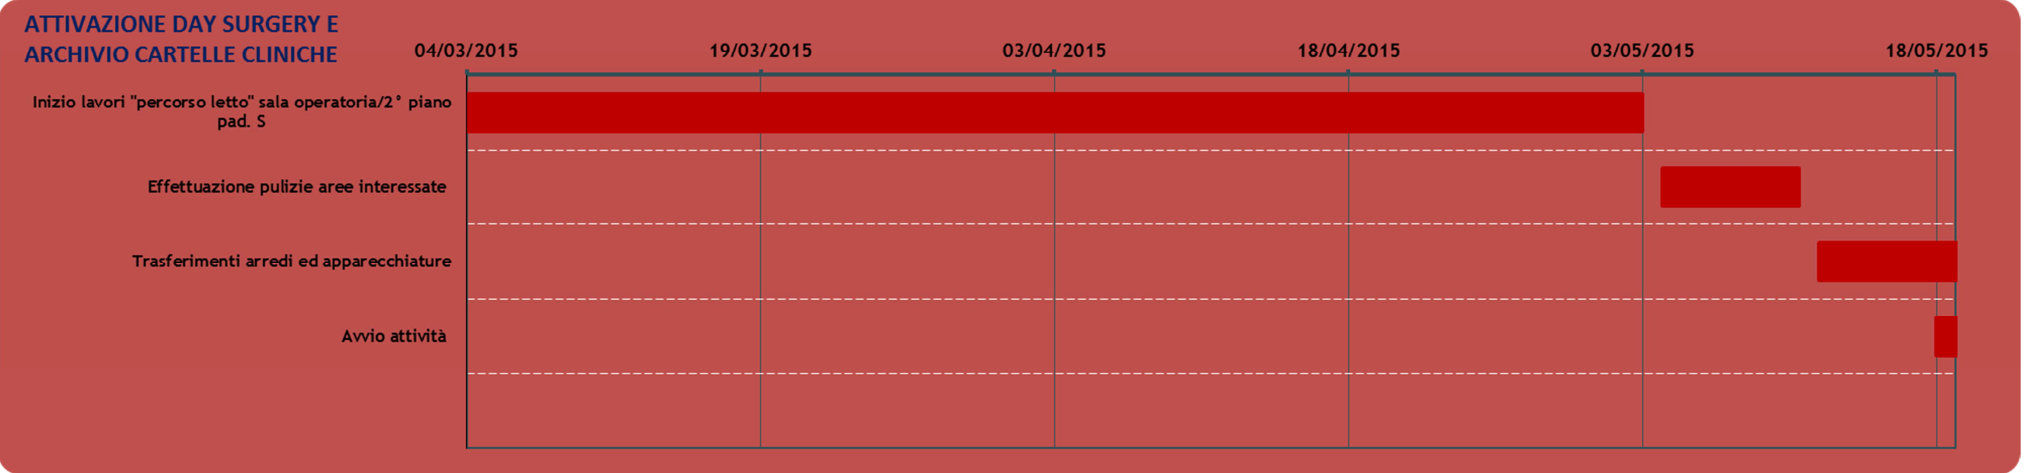 ATTIVAZIONE DAY SURGERY E
ARCHIVIO CARTELLE CLINICHE
04/03/2015 19/03/2015 03/04/2015 18/04/2015 03/05/2015 18/05/2015
Inizio lavori "percorso letto" sala operatoria/2° piano
pad. S
Effettuazione pulizie aree interessate
Trasferimenti arredi ed apparecchiature
Avvio attività